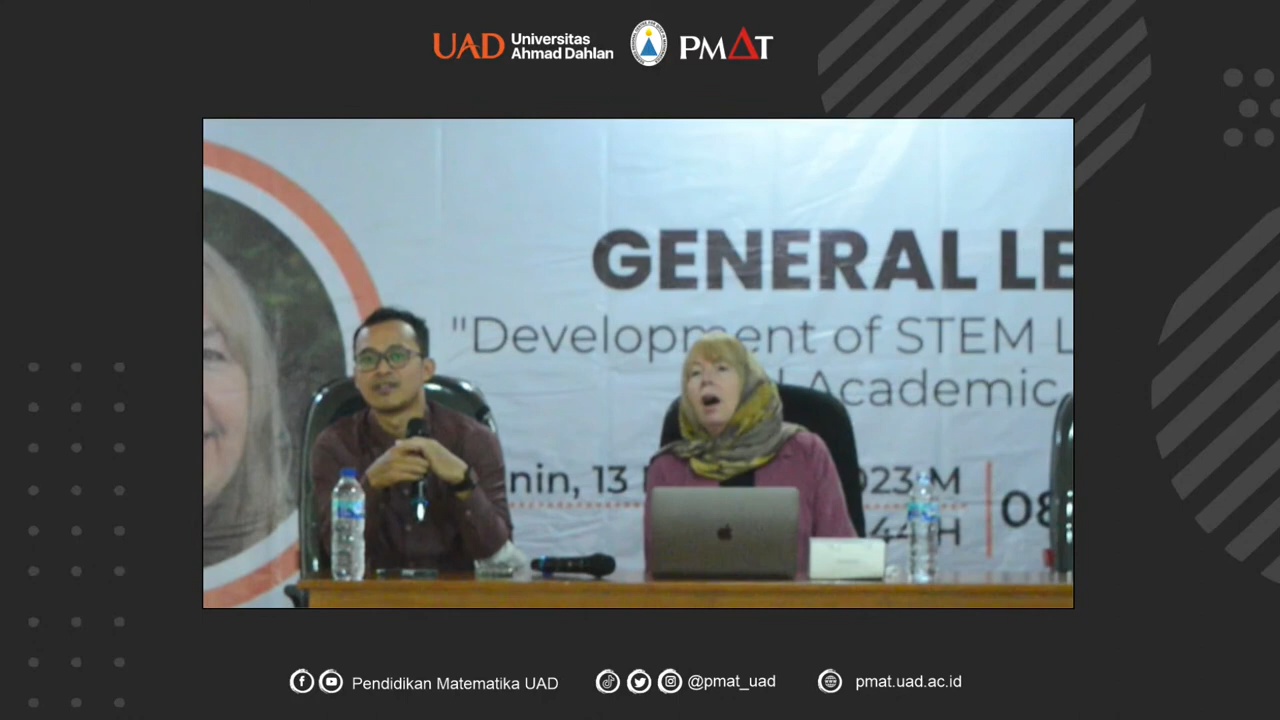 UAD Universitas
Ahmad Dahlan
PMAT
GENERAL LE
"Development of STEM L
Academic
nin, 13
023 M
44 H
08
Pendidikan Matematika UAD
@pmat_uad
pmat.uad.ac.id